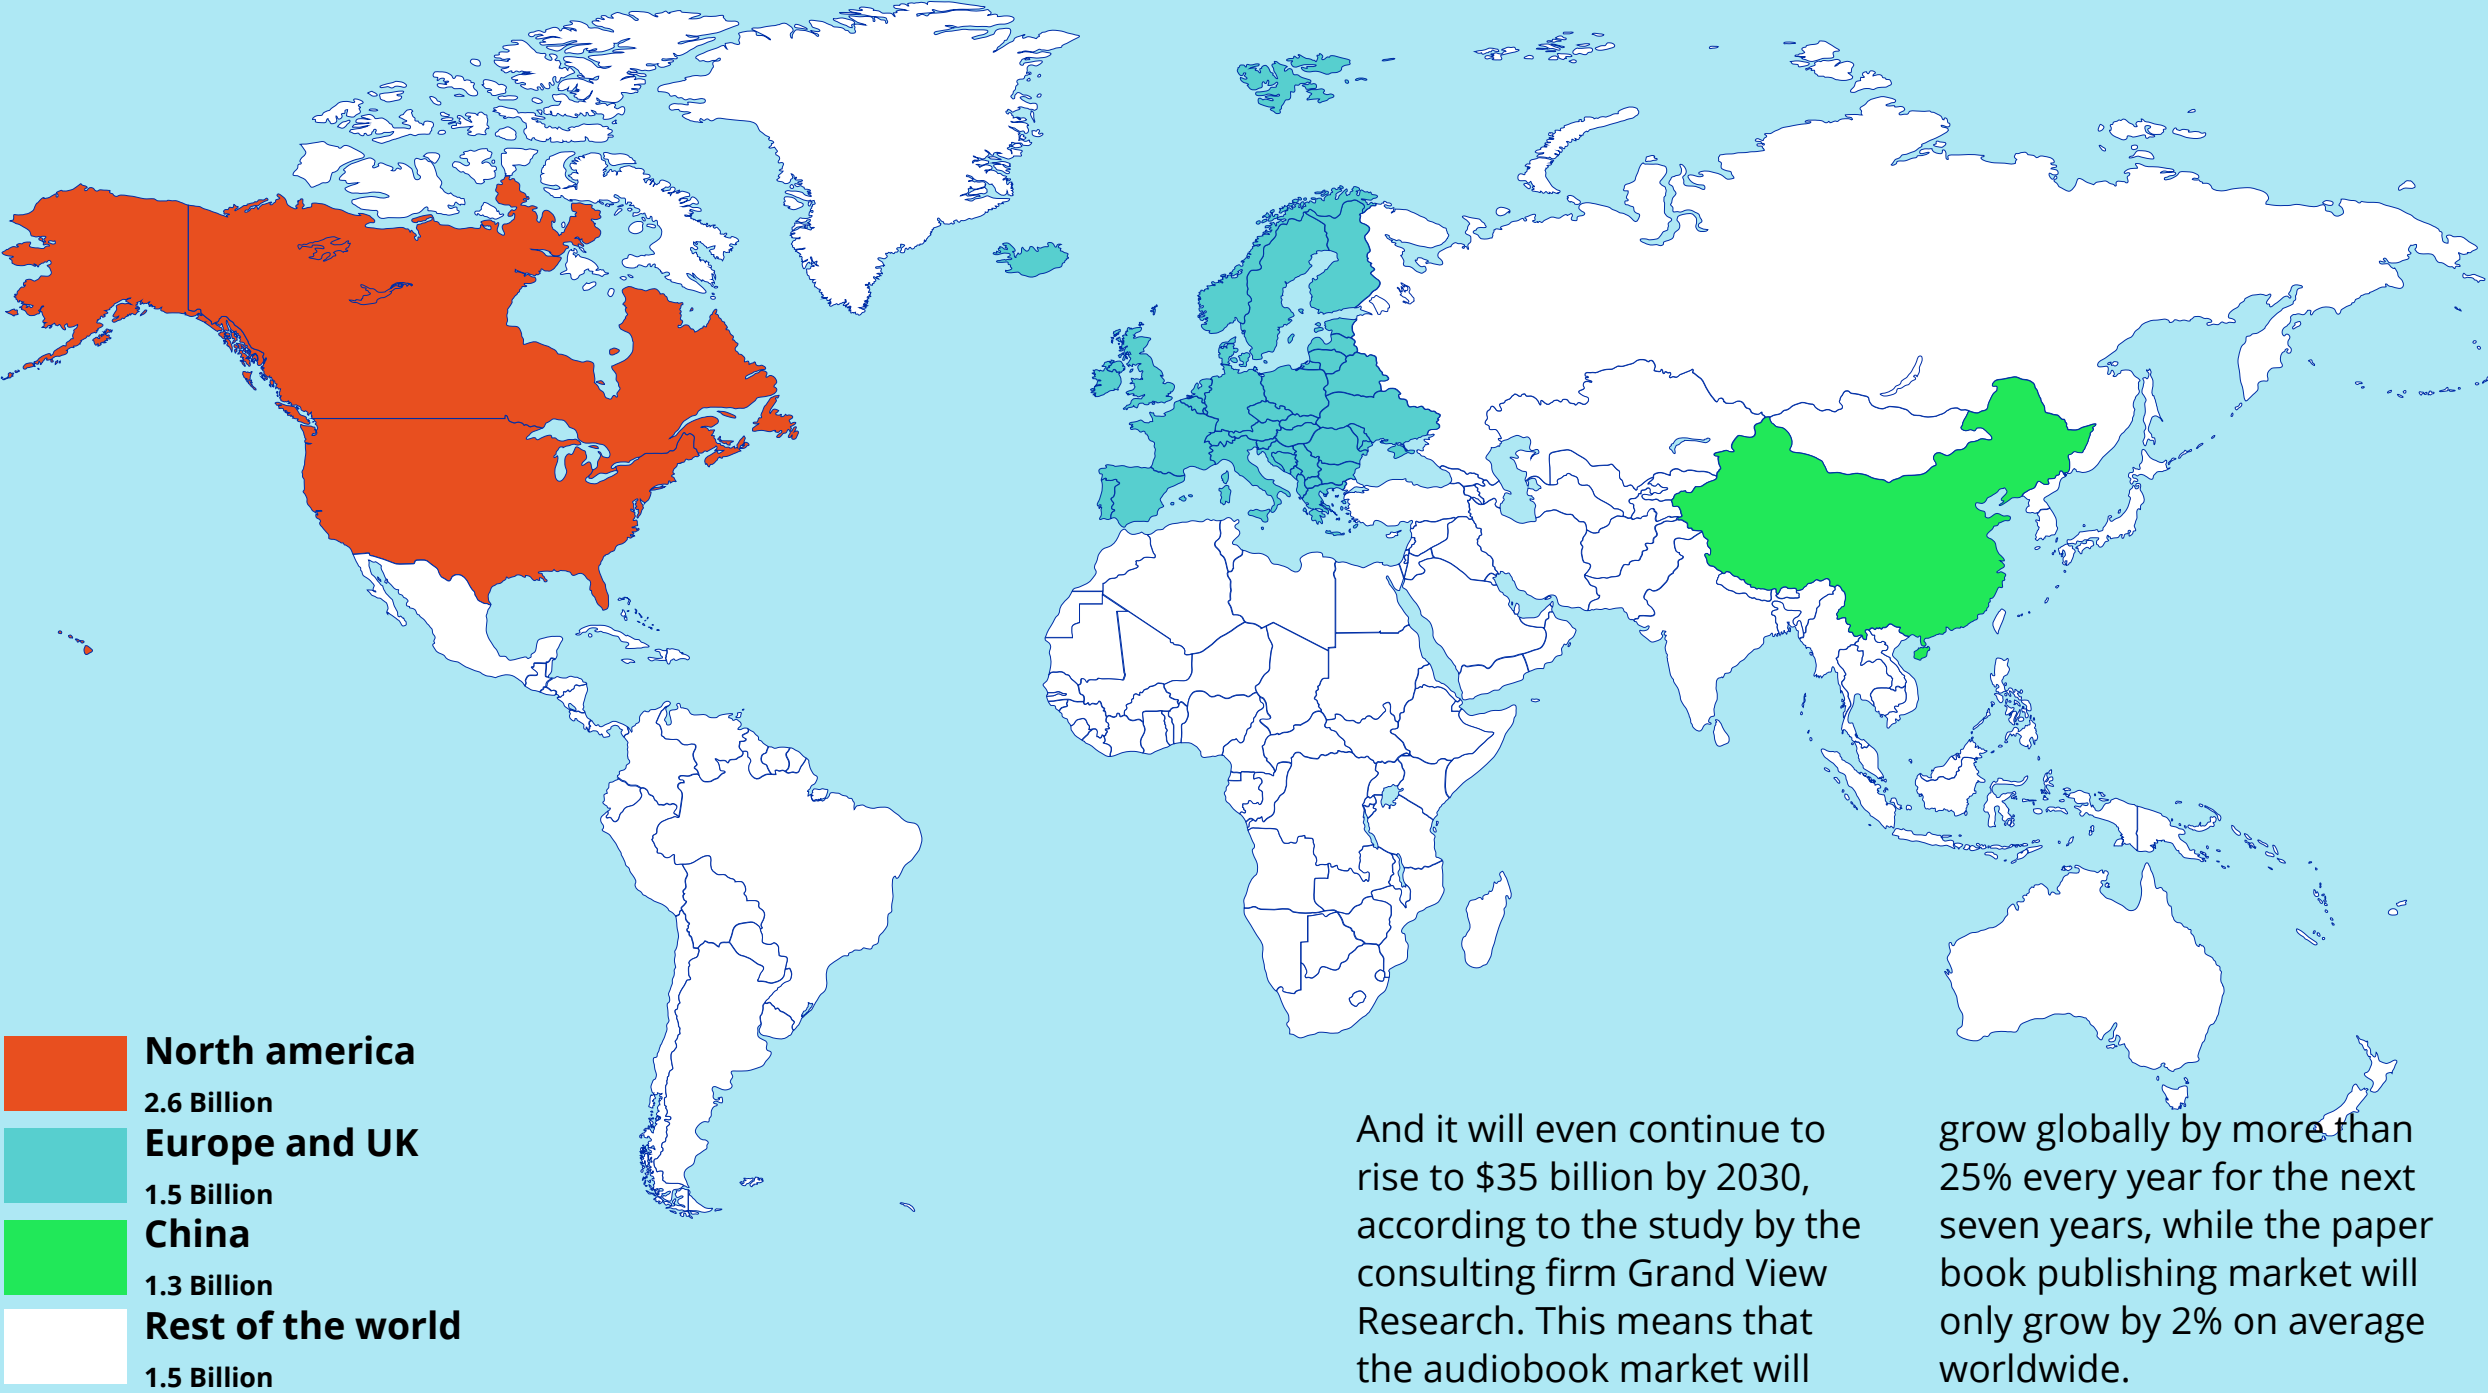 North america
2.6 Billion
Europe and UK
1.5 Billion
China
1.3 Billion
Rest of the world
1.5 Billion
And it will even continue to
rise to $35 billion by 2030,
according to the study by the
consulting firm Grand View
Research. This means that
the audiobook market will
grow globally by more than
25% every year for the next
seven years, while the paper
book publishing market will
only grow by 2% on average
worldwide.